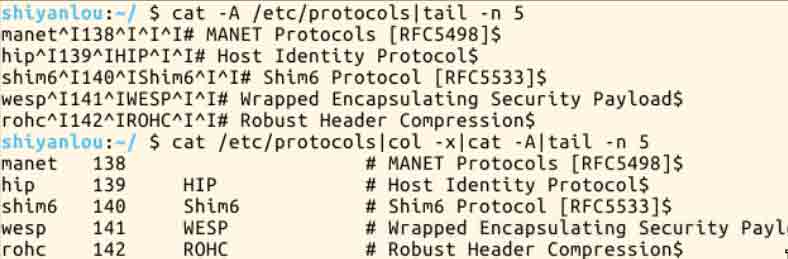 shiyanlou:~/ $ cat -A /etc/protocols|tail -n 5
manet^I138^I^I^I# MANET Protocols [RFC5498]$
hip^I139^IHIP^I^I# Host Identity Protocol$
shim6^I140^IShim6^I^I# Shim6 Protocol [RFC5533]$
wesp^I141^IWESP^I^I# Wrapped Encapsulating Security Payload$
rohc^I142^IROHC^I^I# Robust Header Compression$
shiyanlou:~/ $ cat /etc/protocols|col -x|cat -A|tail -n 5
manet   138                     # MANET Protocols [RFC5498]$
hip     139     HIP             # Host Identity Protocol$
shim6   140     Shim6           # Shim6 Protocol [RFC5533]$
wesp    141     WESP            # Wrapped Encapsulating Security Payl
rohc    142     ROHC            # Robust Header Compression$